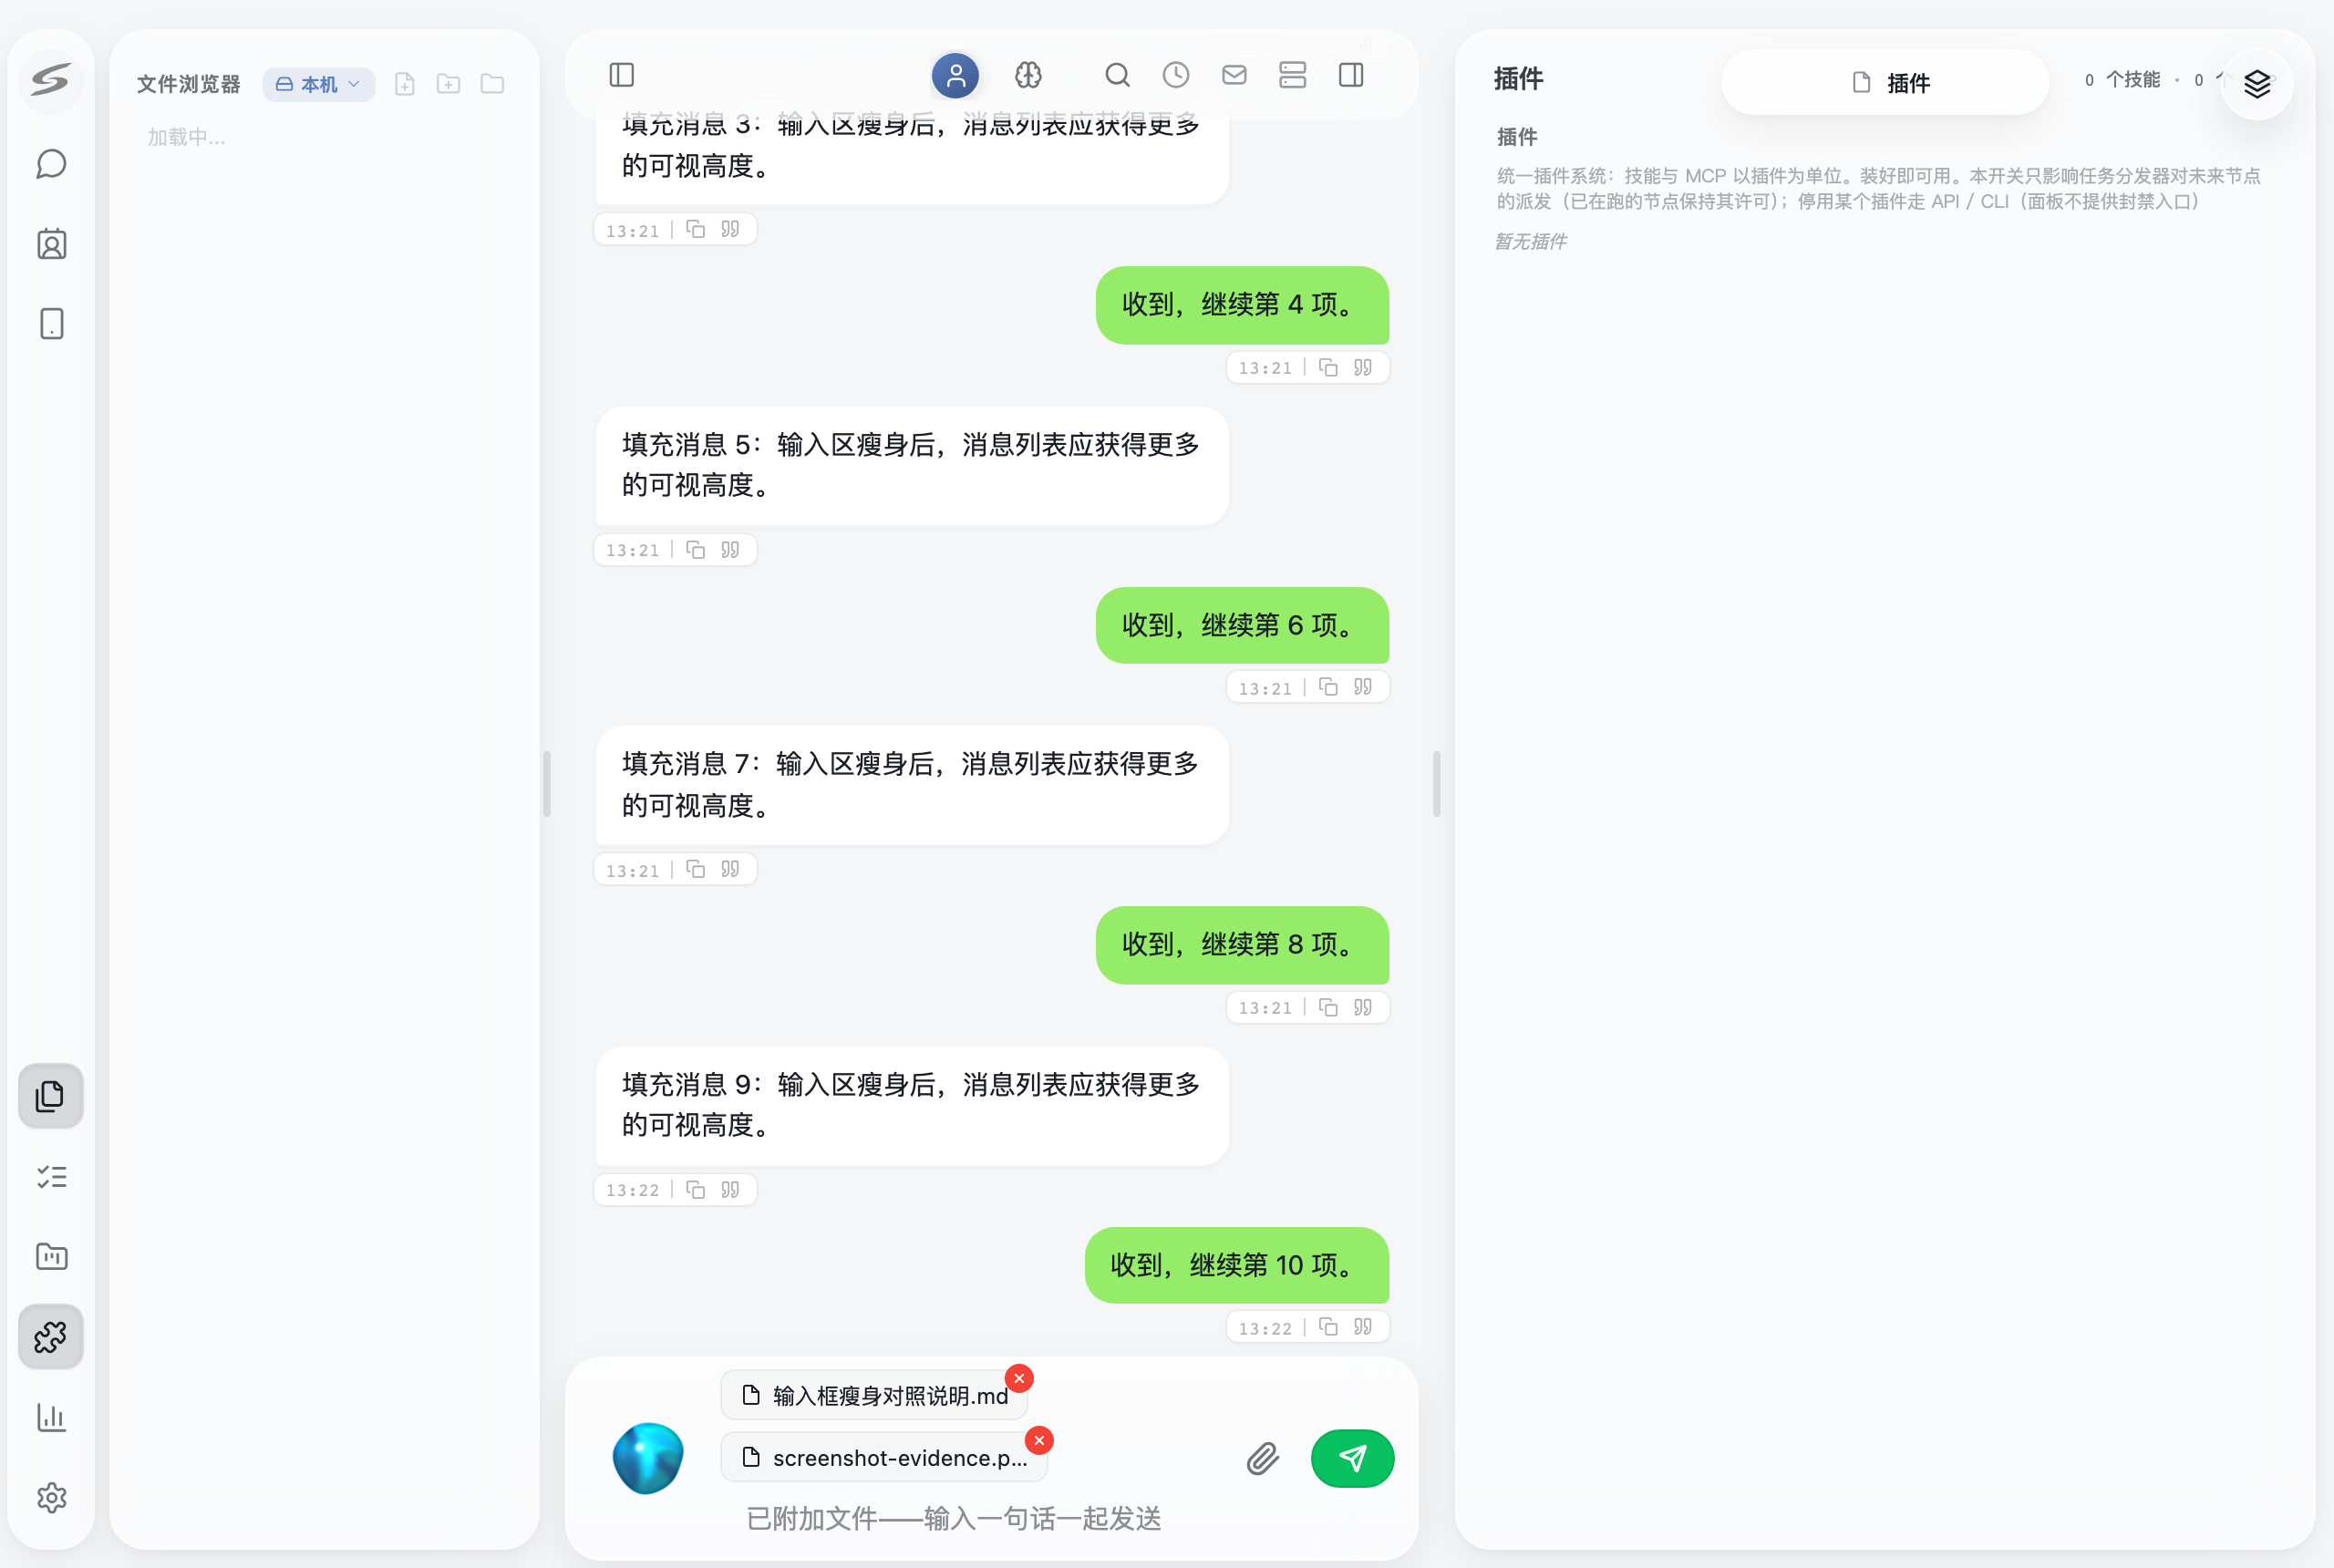 文件浏览器
本机
加载中...
填充消息 3：输入区瘦身后，消息列表应获得更多
的可视高度。
13:21
收到，继续第 4 项。
13:21
填充消息 5：输入区瘦身后，消息列表应获得更多
的可视高度。
13:21
收到，继续第 6 项。
13:21
填充消息 7：输入区瘦身后，消息列表应获得更多
的可视高度。
13:21
收到，继续第 8 项。
13:21
填充消息 9：输入区瘦身后，消息列表应获得更多
的可视高度。
13:22
收到，继续第 10 项。
13:22
输入框瘦身对照说明.md
screenshot-evidence.p...
已附加文件——输入一句话一起发送
插件
插件
0 个技能 · 0
插件
统一插件系统：技能与 MCP 以插件为单位。装好即可用。本开关只影响任务分发器对未来节点
的派发（已在跑的节点保持其许可）；停用某个插件走 API / CLI（面板不提供封禁入口）
暂无插件